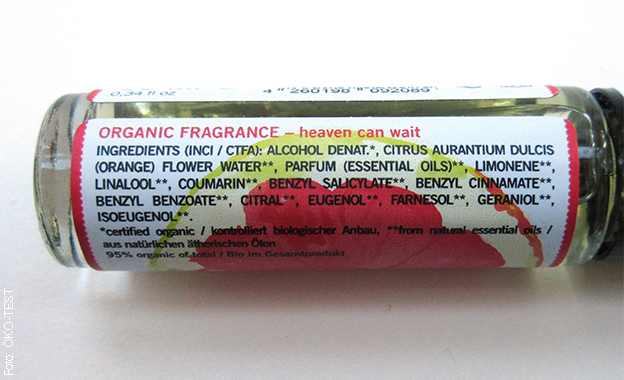 0,34 fl oz
4 260198 092089
ORGANIC FRAGRANCE – heaven can wait
INGREDIENTS (INCI / CTFA): ALCOHOL DENAT.*, CITRUS AURANTIUM DULCIS
(ORANGE) FLOWER WATER**, PARFUM (ESSENTIAL OILS)**, LIMONENE**,
LINALOOL**, COUMARIN**, BENZYL SALICYLATE**, BENZYL CINNAMATE**,
BENZYL BENZOATE**, CITRAL**, EUGENOL**, FARNESOL**, GERANIOL**,
ISOEUGENOL**.
*certified organic / kontrolliert biologischer Anbau, **from natural essential oils /
aus natürlichen ätherischen Ölen
95% organic of total / Bio im Gesamtprodukt
Foto: ÖKO-TEST